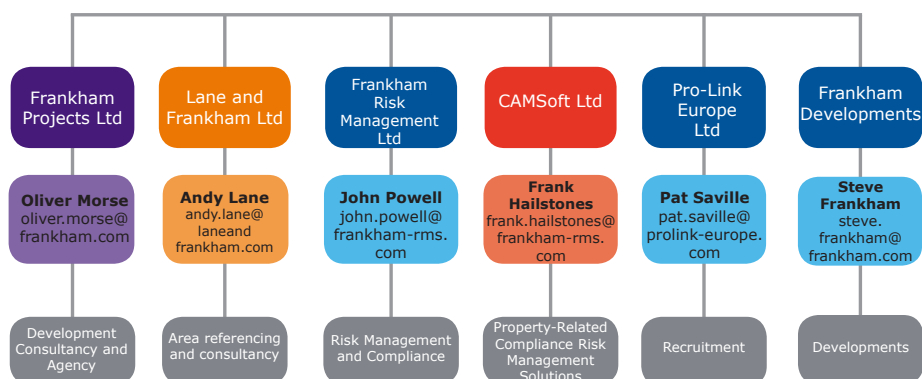 Frankham
Projects Ltd
Lane and
Frankham Ltd
Frankham
Risk
Management
Ltd
CAMSoft Ltd
Pro-Link
Europe
Ltd
Frankham
Developments
Oliver Morse
oliver.morse@
frankham.com
Andy Lane
andy.lane@
laneand
frankham.com
John Powell
john.powell@
frankham-rms.
com
Frank
Hailstones
frank.hailstones@
frankham-rms.
com
Pat Saville
pat.saville@
prolink-europe.
com
Steve
Frankham
steve.
frankham@
frankham.com
Development
Consultancy and
Agency
Area referencing
and consultancy
Risk Management
and Compliance
Property-Related
Compliance Risk
Management
Solutions
Recruitment
Developments